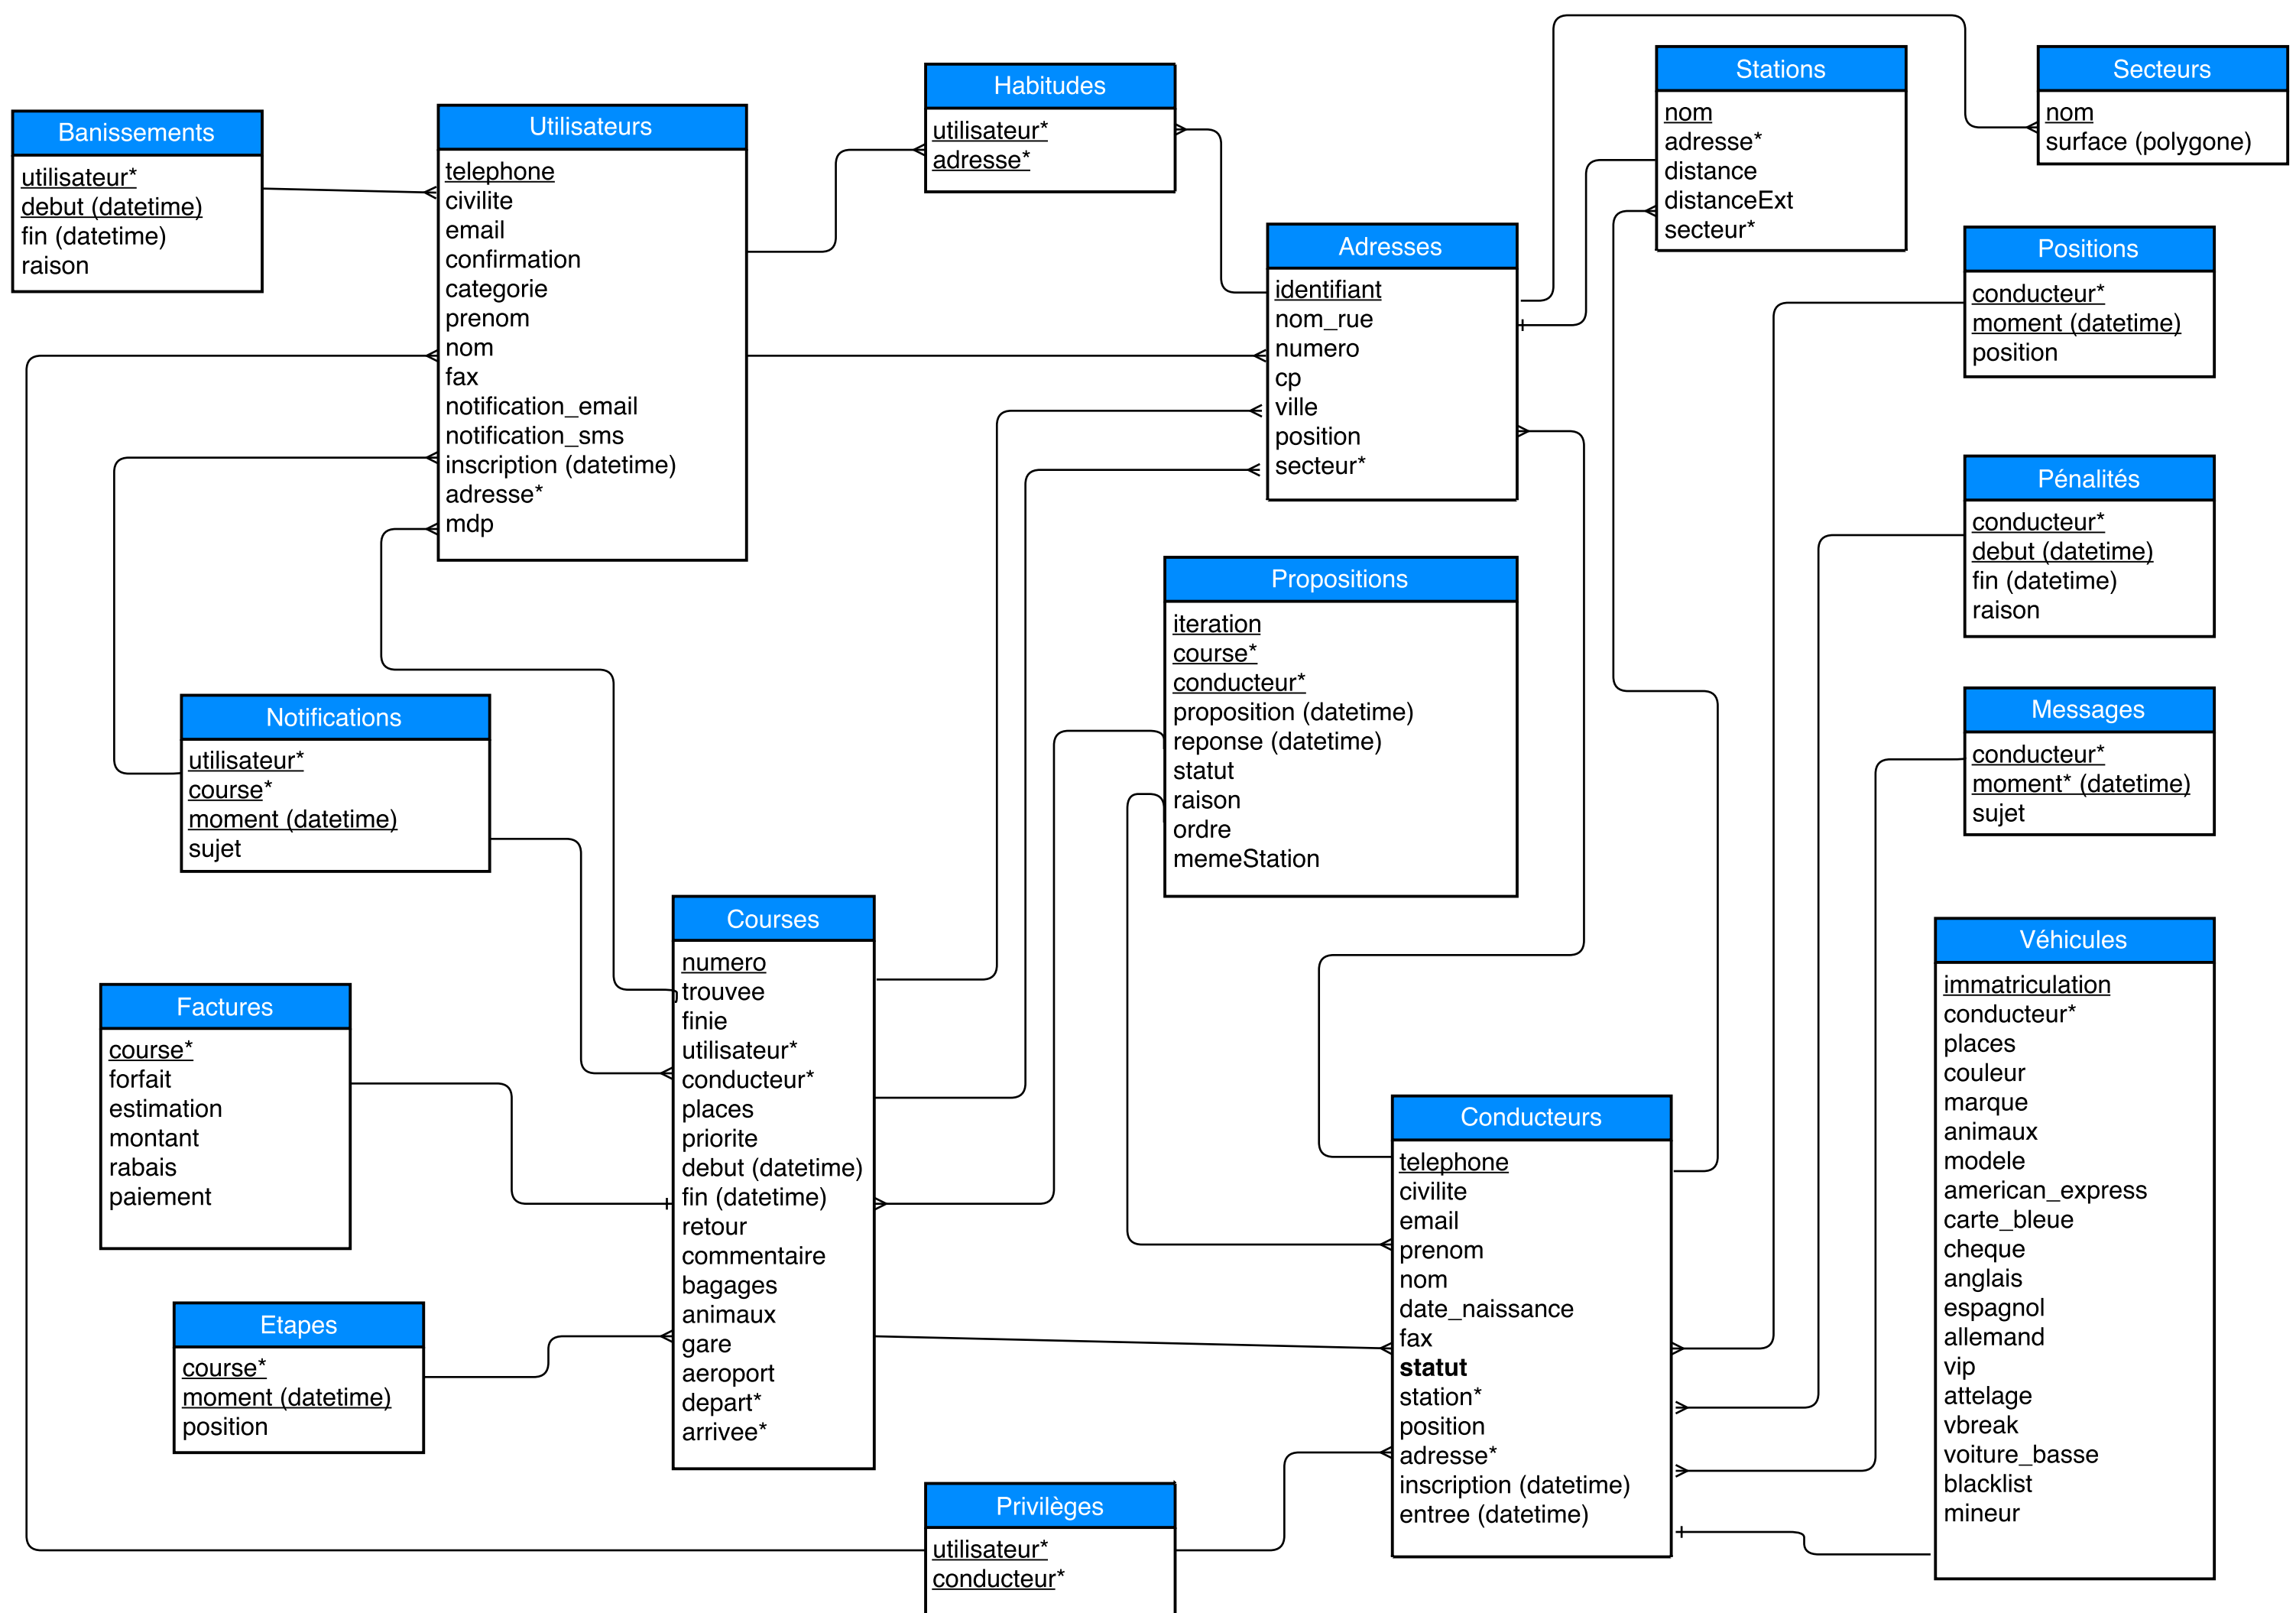 Banissements
utilisateur*
debut (datetime)
fin (datetime)
raison
Utilisateurs
telephone
civilite
email
confirmation
categorie
prenom
nom
fax
notification_email
notification_sms
inscription (datetime)
adresse*
mdp
Habitudes
utilisateur*
adresse*
Stations
nom
adresse*
distance
distanceExt
secteur*
Secteurs
nom
surface (polygone)
Adresses
identifiant
nom_rue
numero
cp
ville
position
secteur*
Positions
conducteur*
moment (datetime)
position
Pénalités
conducteur*
debut (datetime)
fin (datetime)
raison
Propositions
iteration
course*
conducteur*
proposition (datetime)
reponse (datetime)
statut
raison
ordre
memeStation
Notifications
utilisateur*
course*
moment (datetime)
sujet
Messages
conducteur*
moment* (datetime)
sujet
Courses
numero
trouvee
finie
utilisateur*
conducteur*
places
priorite
debut (datetime)
fin (datetime)
retour
commentaire
bagages
animaux
gare
aeroport
depart*
arrivee*
Factures
course*
forfait
estimation
montant
rabais
paiement
Véhicules
immatriculation
conducteur*
places
couleur
marque
animaux
modele
american_express
carte_bleue
cheque
anglais
espagnol
allemand
vip
attelage
vbreak
voiture_basse
blacklist
mineur
Conducteurs
telephone
civilite
email
prenom
nom
date_naissance
fax
statut
station*
position
adresse*
inscription (datetime)
entree (datetime)
Etapes
course*
moment (datetime)
position
Privilèges
utilisateur*
conducteur*